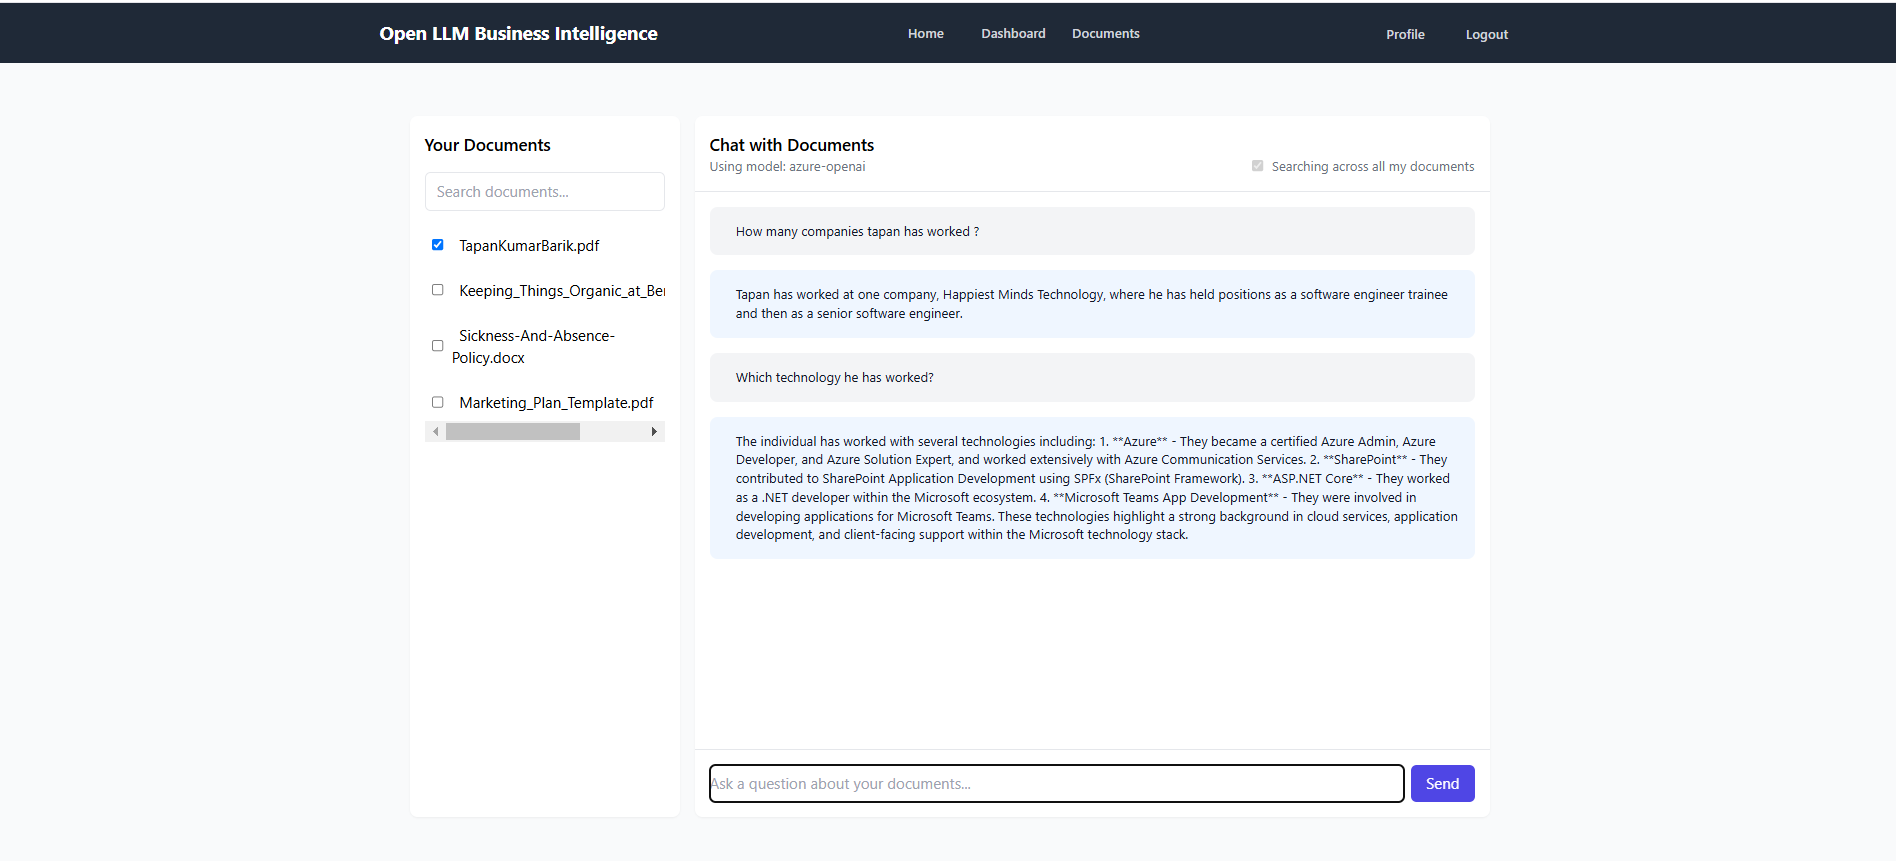 Open LLM Business Intelligence
Home Dashboard Documents
Profile Logout
Your Documents
Search documents...
TapanKumarBarik.pdf
Keeping_Things_Organic_at_Be
Sickness-And-Absence-
Policy.docx
Marketing_Plan_Template.pdf
Chat with Documents
Using model: azure-openai
Searching across all my documents
How many companies tapan has worked ?
Tapan has worked at one company, Happiest Minds Technology, where he has held positions as a software engineer trainee
and then as a senior software engineer.
Which technology he has worked?
The individual has worked with several technologies including: 1. **Azure** - They became a certified Azure Admin, Azure
Developer, and Azure Solution Expert, and worked extensively with Azure Communication Services. 2. **SharePoint** - They
contributed to SharePoint Application Development using SPFx (SharePoint Framework). 3. **ASP.NET Core** - They worked
as a .NET developer within the Microsoft ecosystem. 4. **Microsoft Teams App Development** - They were involved in
developing applications for Microsoft Teams. These technologies highlight a strong background in cloud services, application
development, and client-facing support within the Microsoft technology stack.
Ask a question about your documents...
Send